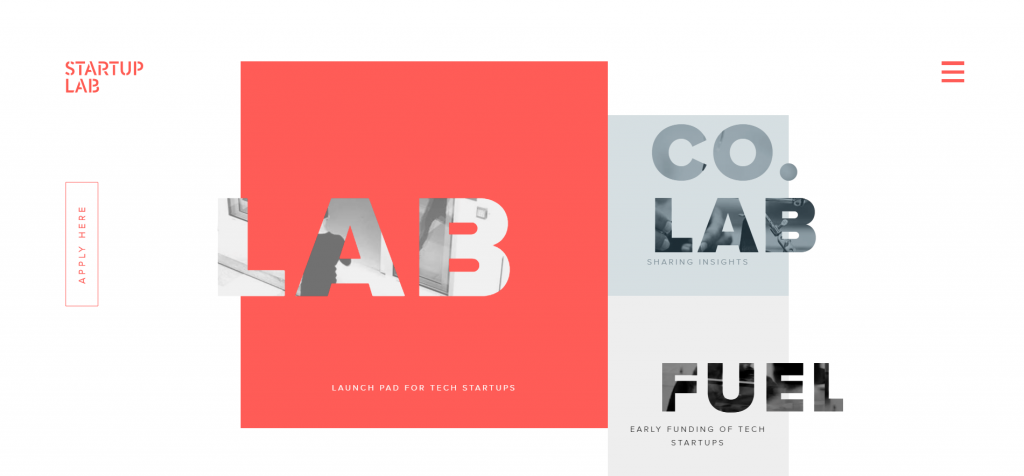 STARTUP
LAB
APPLY HERE
LAB
LAUNCH PAD FOR TECH STARTUPS
CO.
LAB
SHARING INSIGHTS
FUEL
EARLY FUNDING OF TECH
STARTUPS